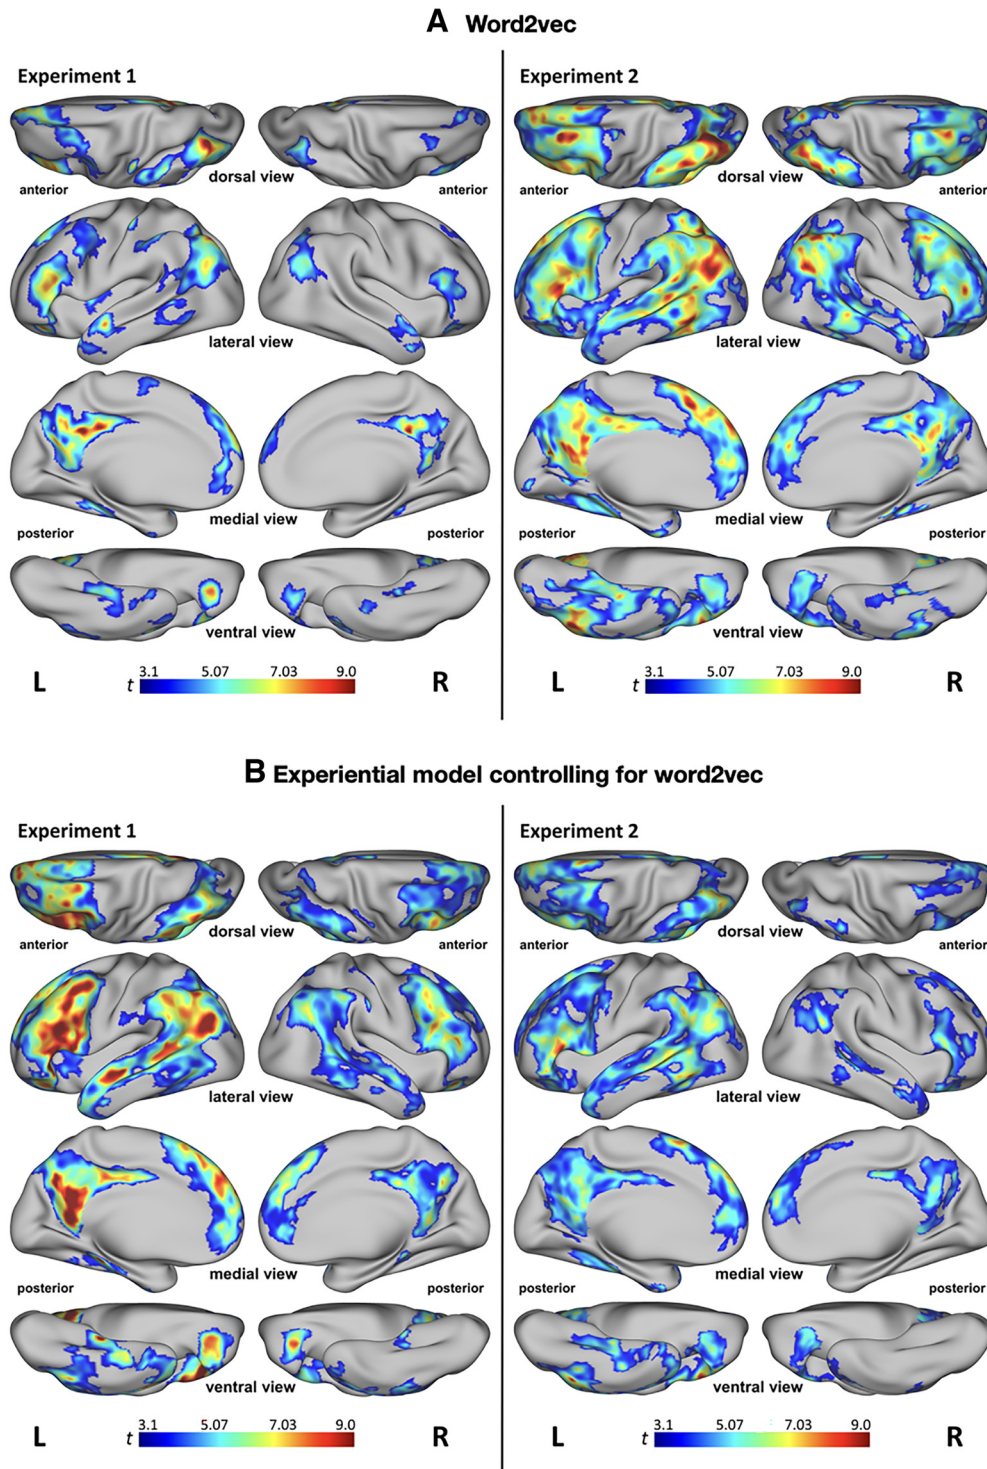 A Word2vec
Experiment 1
dorsal view
anterior
anterior
lateral view
medial view
posterior
posterior
ventral view
3.1 5.07 7.03 9.0
L t R
Experiment 2
dorsal view
anterior
anterior
lateral view
medial view
posterior
posterior
ventral view
3.1 5.07 7.03 9.0
L t R
B Experiential model controlling for word2vec
Experiment 1
dorsal view
anterior
anterior
lateral view
medial view
posterior
posterior
ventral view
3.1 5.07 7.03 9.0
L t R
Experiment 2
dorsal view
anterior
anterior
lateral view
medial view
posterior
posterior
ventral view
3.1 5.07 7.03 9.0
L t R